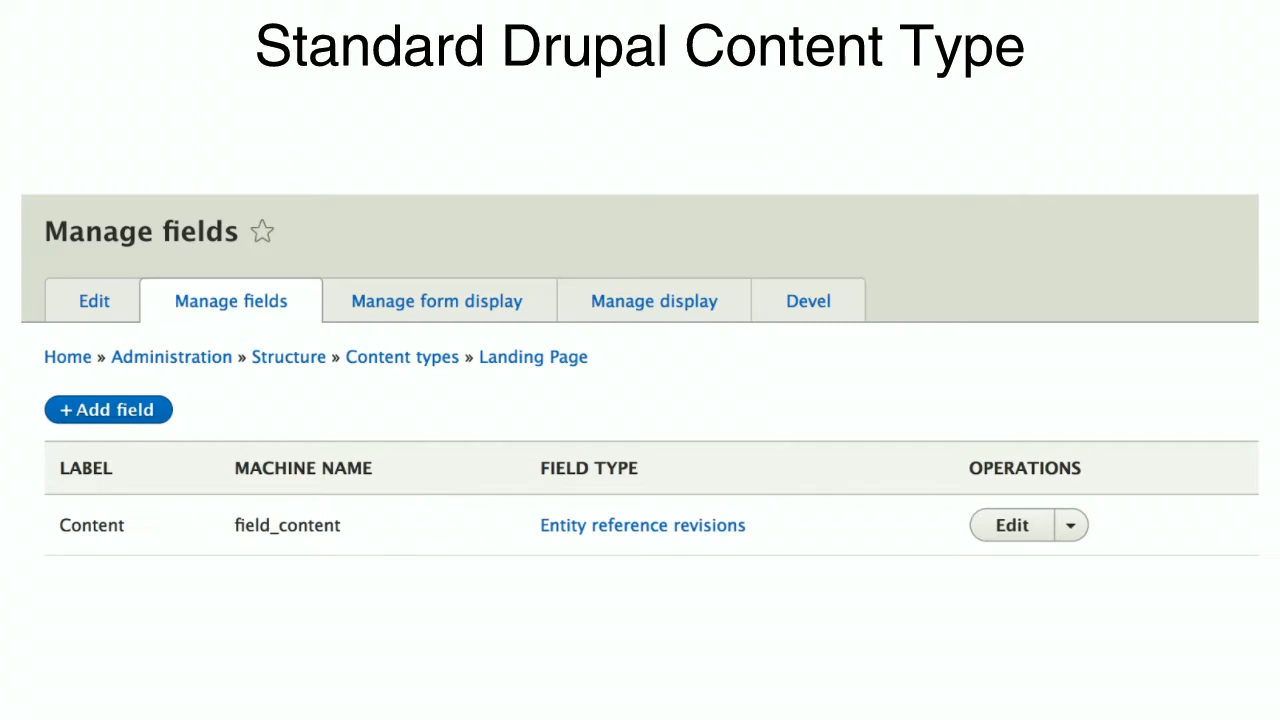 Standard Drupal Content Type
Manage fields
Edit Manage fields Manage form display Manage display Devel
Home » Administration » Structure » Content types » Landing Page
+ Add field
LABEL MACHINE NAME FIELD TYPE OPERATIONS
Content field_content Entity reference revisions Edit